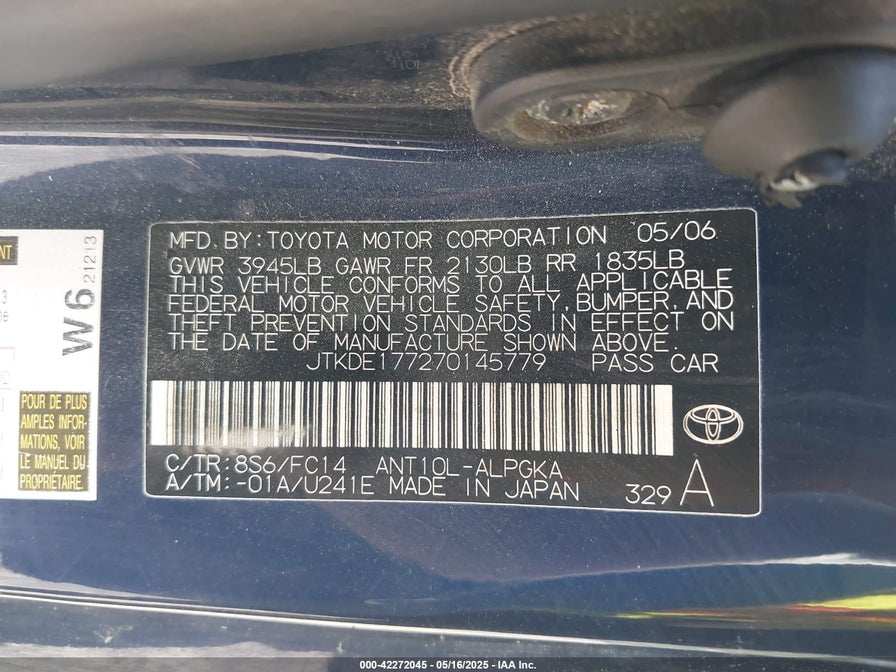 MFD. BY: TOYOTA MOTOR CORPORATION 05/06
GVWR 3945LB GAWR FR 2130LB RR 1835LB
THIS VEHICLE CONFORMS TO ALL APPLICABLE
FEDERAL MOTOR VEHICLE SAFETY, BUMPER, AND
THEFT PREVENTION STANDARDS IN EFFECT ON
THE DATE OF MANUFACTURE SHOWN ABOVE.
JTKDE177270145779 PASS CAR
C/TR: 8S6/FC14 ANT10L-ALPGKA
A/TM: -01A/U241E MADE IN JAPAN 329 A
W6
21213
POUR DE PLUS
AMPLES INFOR-
MATIONS, VOIR
LE MANUEL DU
PROPRIÉTAIRE.
000-42272045 - 05/16/2025 - IAA Inc.